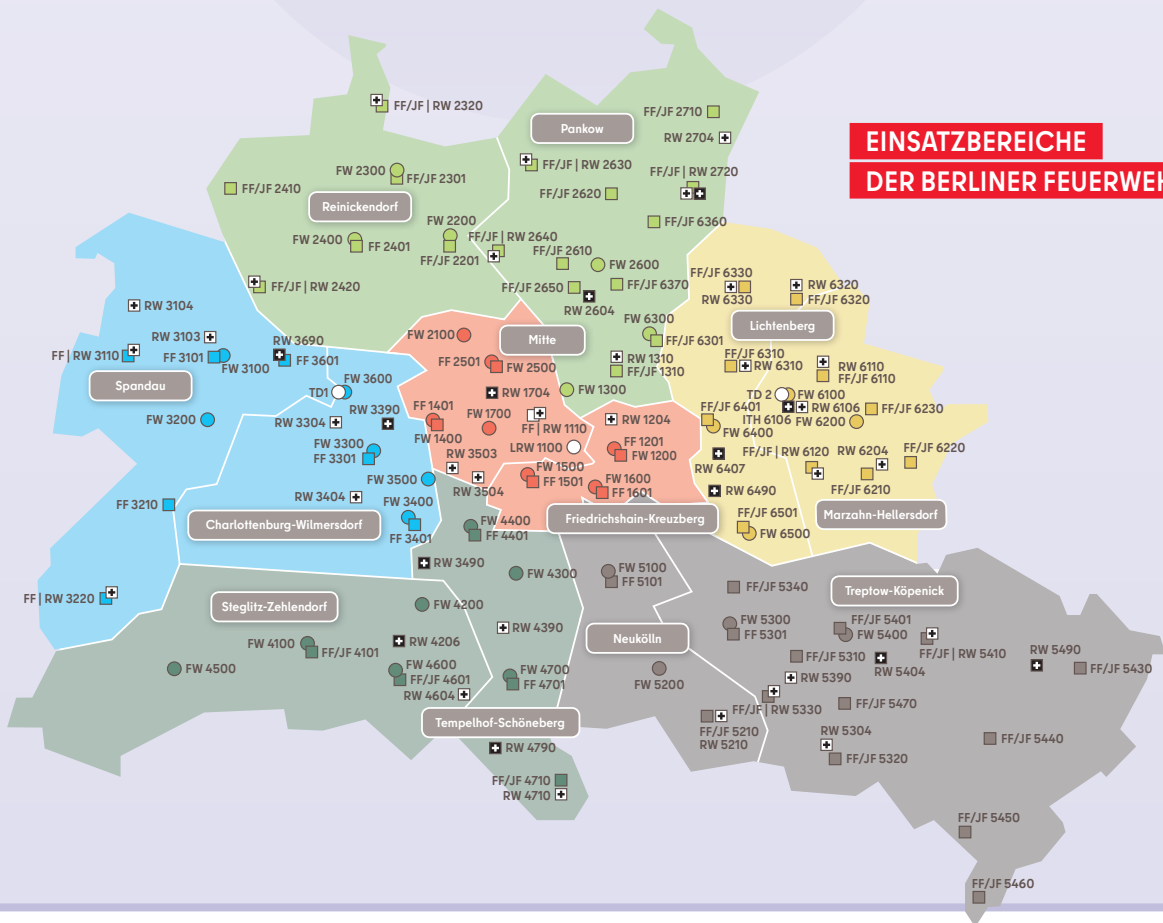 EINSATZBEREICHE
DER BERLINER FEUERWEH
FF/JF | RW 2320
FF/JF 2710
Pankow
RW 2704
FW 2300
FF/JF 2301
FF/JF | RW 2630
FF/JF | RW 2720
FF/JF 2410
FF/JF 2620
Reinickendorf
FW 2200
FF/JF 6360
FW 2400
FF 2401
FF/JF | RW 2640
FF/JF 2201
FF/JF 2610
FW 2600
FF/JF | RW 2420
FF/JF 2650
FF/JF 6370
RW 2604
FF/JF 6330
RW 6330
RW 6320
FF/JF 6320
RW 3104
FW 6300
FF/JF 6301
Lichtenberg
RW 3103
RW 3690
FW 2100
Mitte
FF | RW 3110
FF 3101
FW 3100
FF 3601
FF 2501
FW 2500
RW 1310
FF/JF 1310
FF/JF 6310
RW 6310
RW 6110
FF/JF 6110
Spandau
FW 3600
TD1
RW 1704
FW 1300
TD 2
FW 6100
RW 6106
ITH 6106
FW 6200
FF/JF 6230
FW 3200
RW 3304
RW 3390
FF 1401
FW 1400
FW 1700
FF | RW 1110
RW 1204
FF/JF 6401
FW 6400
FW 3300
FF 3301
RW 3503
LRW 1100
FF 1201
FW 1200
RW 6407
FF/JF | RW 6120
RW 6204
FF/JF 6220
FW 3500
RW 3504
FW 1500
FF 1501
FW 1600
FF 1601
RW 6490
FF/JF 6210
RW 3404
FW 3400
FF 3210
Charlottenburg-Wilmersdorf
FF 3401
FW 4400
FF 4401
Friedrichshain-Kreuzberg
FF/JF 6501
FW 6500
Marzahn-Hellersdorf
RW 3490
FW 4300
FW 5100
FF 5101
FF/JF 5340
Treptow-Köpenick
FF | RW 3220
Steglitz-Zehlendorf
FW 4200
RW 4390
Neukölln
FW 5300
FF 5301
FF/JF 5401
FW 5400
FF/JF | RW 5410
FW 4100
FF/JF 4101
RW 4206
FF/JF 5310
RW 5404
RW 5490
FF/JF 5430
FW 4500
FW 4600
FF/JF 4601
RW 4604
FW 4700
FF 4701
FW 5200
RW 5390
FF/JF | RW 5330
FF/JF 5470
Tempelhof-Schöneberg
FF/JF 5210
RW 5210
RW 5304
FF/JF 5320
FF/JF 5440
RW 4790
FF/JF 4710
RW 4710
FF/JF 5450
FF/JF 5460